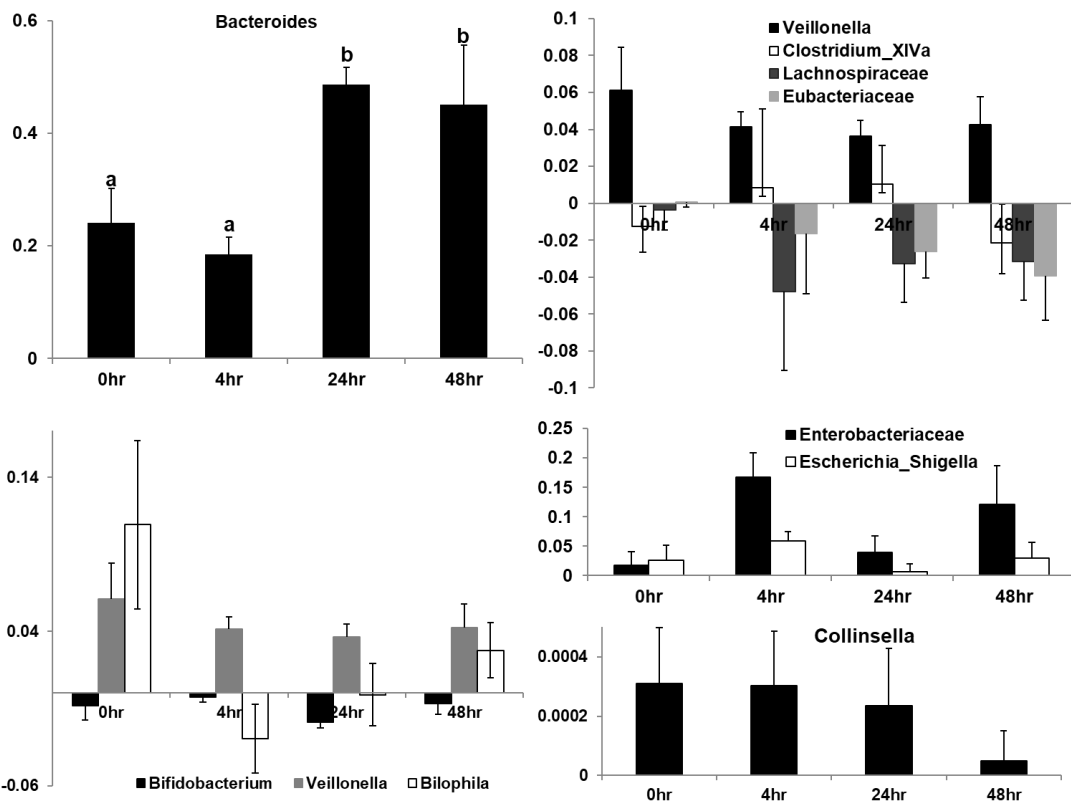 Bacteroides
0.6
0.4
0.2
0
a
a
b
b
0hr
4hr
24hr
48hr
0.1
0.08
0.06
0.04
0.02
0
-0.02
-0.04
-0.06
-0.08
-0.1
Veillonella
Clostridium_XIVa
Lachnospiraceae
Eubacteriaceae
0hr
4hr
24hr
48hr
0.14
0.04
-0.06
0hr
4hr
24hr
48hr
Bifidobacterium
Veillonella
Bilophila
0.25
0.2
0.15
0.1
0.05
0
Enterobacteriaceae
Escherichia_Shigella
0hr
4hr
24hr
48hr
Collinsella
0.0004
0.0002
0
0hr
4hr
24hr
48hr